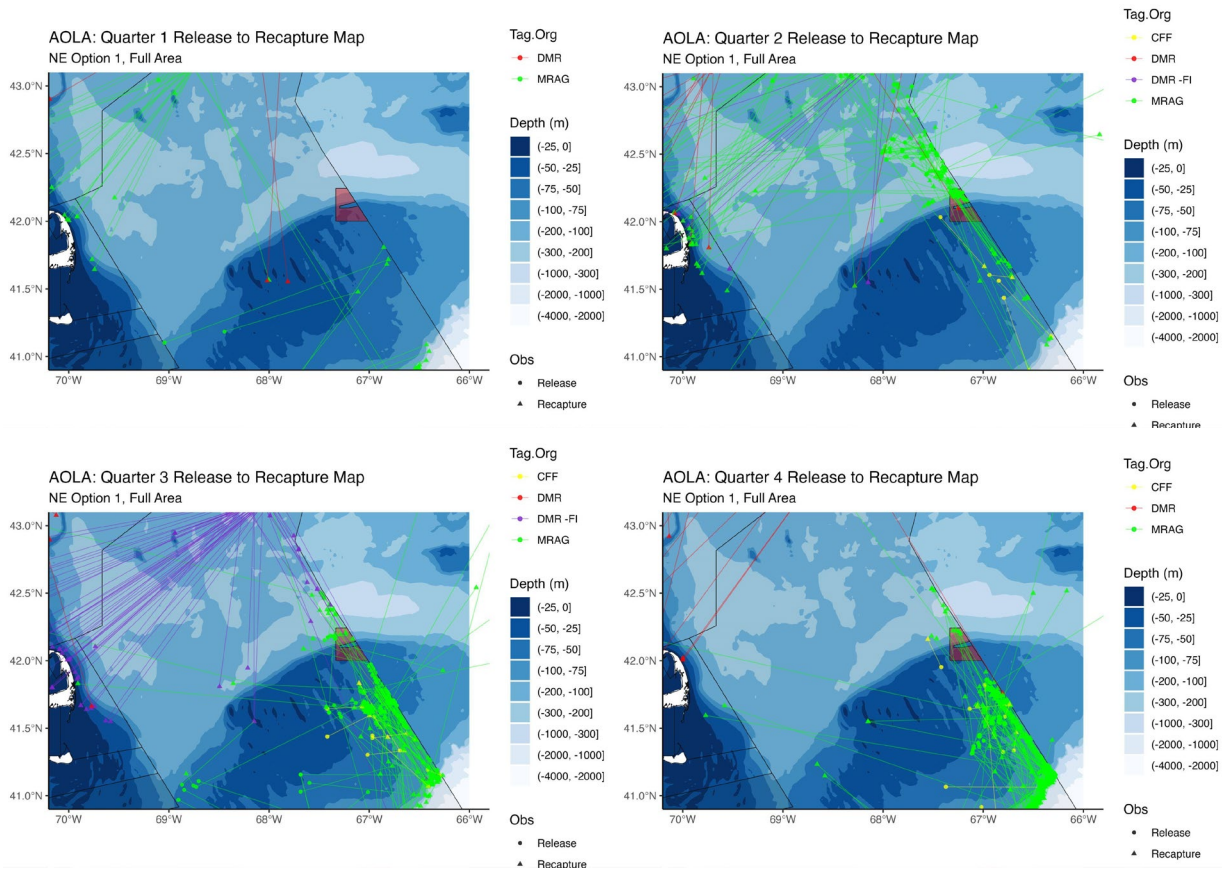 AOLA: Quarter 1 Release to Recapture Map
NE Option 1, Full Area
43.0°N
42.5°N
42.0°N
41.5°N
41.0°N
70°W
69°W
68°W
67°W
66°W
Tag.Org
DMR
MRAG
Depth (m)
(-25, 0]
(-50, -25]
(-75, -50]
(-100, -75]
(-200, -100]
(-300, -200]
(-1000, -300]
(-2000, -1000]
(-4000, -2000]
Obs
Release
Recapture
AOLA: Quarter 2 Release to Recapture Map
NE Option 1, Full Area
43.0°N
42.5°N
42.0°N
41.5°N
41.0°N
70°W
69°W
68°W
67°W
66°W
Tag.Org
CFF
DMR
DMR -FI
MRAG
Depth (m)
(-25, 0]
(-50, -25]
(-75, -50]
(-100, -75]
(-200, -100]
(-300, -200]
(-1000, -300]
(-2000, -1000]
(-4000, -2000]
Obs
Release
Recapture
AOLA: Quarter 3 Release to Recapture Map
NE Option 1, Full Area
43.0°N
42.5°N
42.0°N
41.5°N
41.0°N
70°W
69°W
68°W
67°W
66°W
Tag.Org
CFF
DMR
DMR -FI
MRAG
Depth (m)
(-25, 0]
(-50, -25]
(-75, -50]
(-100, -75]
(-200, -100]
(-300, -200]
(-1000, -300]
(-2000, -1000]
(-4000, -2000]
Obs
Release
Recapture
AOLA: Quarter 4 Release to Recapture Map
NE Option 1, Full Area
43.0°N
42.5°N
42.0°N
41.5°N
41.0°N
70°W
69°W
68°W
67°W
66°W
Tag.Org
CFF
DMR
MRAG
Depth (m)
(-25, 0]
(-50, -25]
(-75, -50]
(-100, -75]
(-200, -100]
(-300, -200]
(-1000, -300]
(-2000, -1000]
(-4000, -2000]
Obs
Release
Recapture